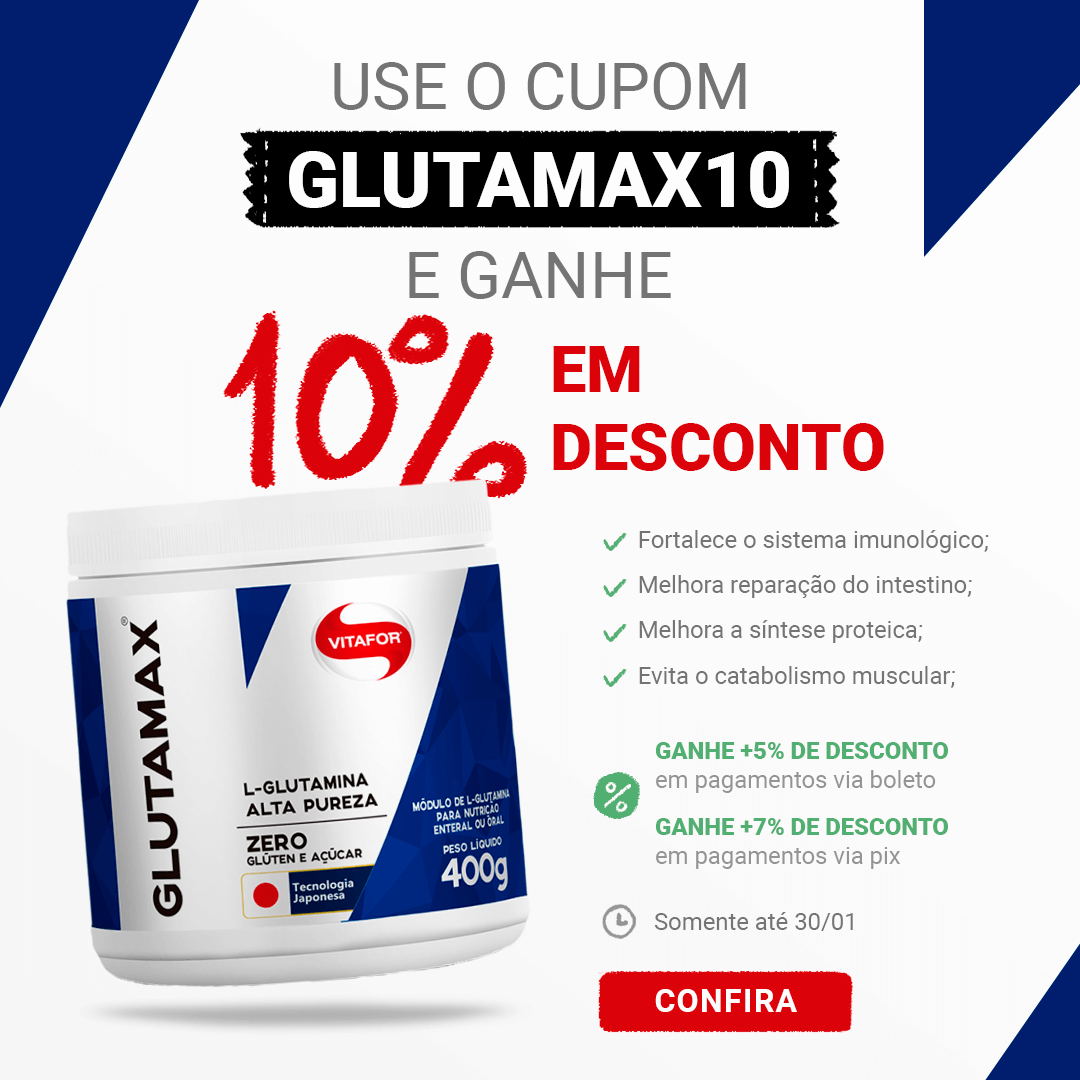 USE O CUPOM
GLUTAMAX10
E GANHE
10% EM
DESCONTO
Fortalece o sistema imunológico;
Melhora reparação do intestino;
Melhora a síntese proteica;
Evita o catabolismo muscular;
GANHE +5% DE DESCONTO
em pagamentos via boleto
%
GANHE +7% DE DESCONTO
em pagamentos via pix
Somente até 30/01
CONFIRA
GLUTAMAX®
VITAFOR®
L-GLUTAMINA
ALTA PUREZA
ZERO
GLÚTEN E AÇÚCAR
Tecnologia
Japonesa
MÓDULO DE L-GLUTAMINA
PARA NUTRIÇÃO
ENTERAL OU ORAL
PESO LÍQUIDO
400g